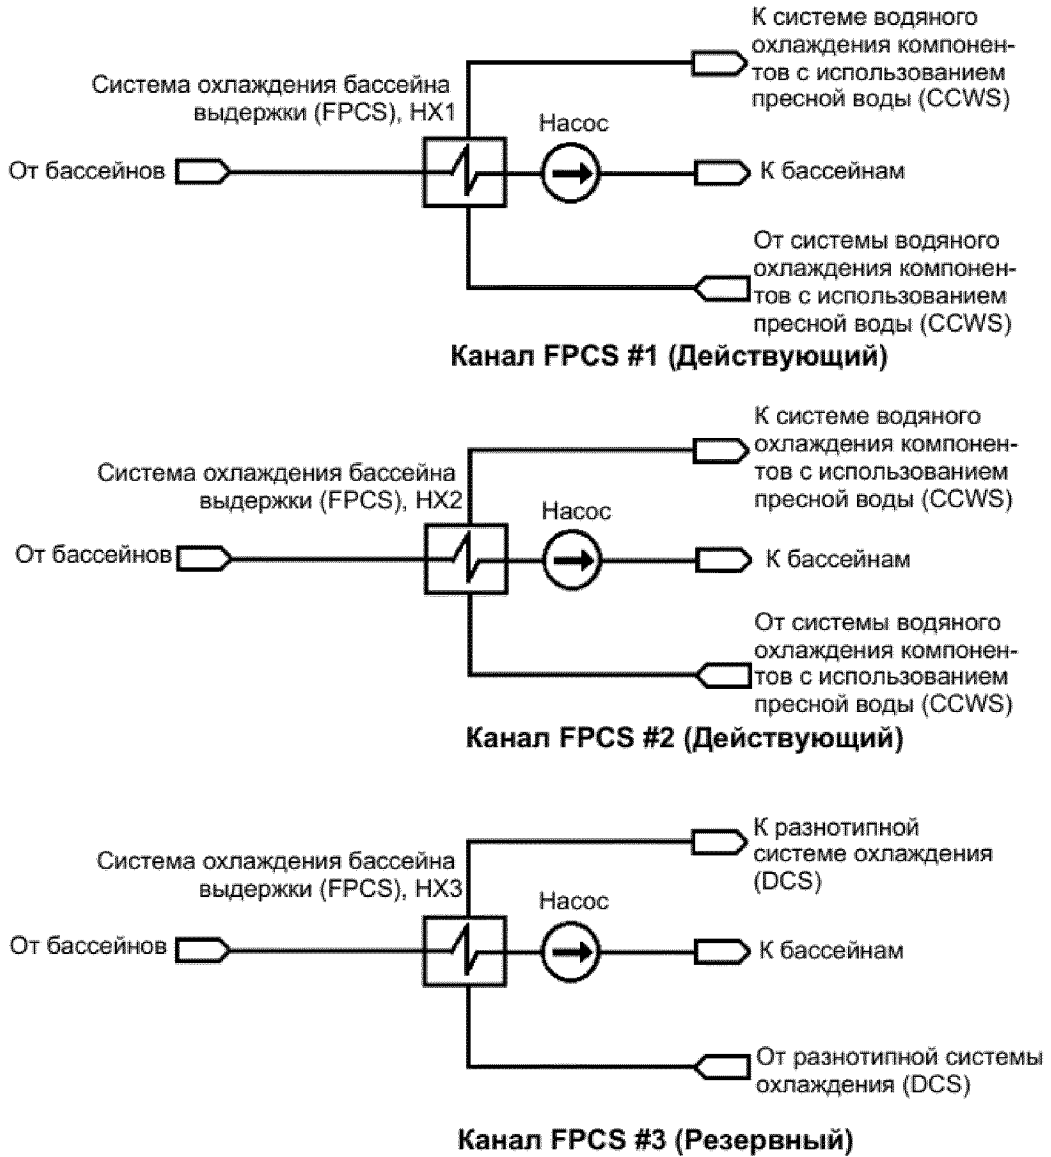 К системе водяного
охлаждения компонен-
тов с использованием
пресной воды (CCWS)
Система охлаждения бассейна
выдержки (FPCS), HX1
Насос
От бассейнов
К бассейнам
От системы водяного
охлаждения компонен-
тов с использованием
пресной воды (CCWS)
Канал FPCS #1 (Действующий)
К системе водяного
охлаждения компонен-
тов с использованием
пресной воды (CCWS)
Система охлаждения бассейна
выдержки (FPCS), HX2
Насос
От бассейнов
К бассейнам
От системы водяного
охлаждения компонен-
тов с использованием
пресной воды (CCWS)
Канал FPCS #2 (Действующий)
К разнотипной
системе охлаждения
(DCS)
Система охлаждения бассейна
выдержки (FPCS), HX3
Насос
От бассейнов
К бассейнам
От разнотипной системы
охлаждения (DCS)
Канал FPCS #3 (Резервный)